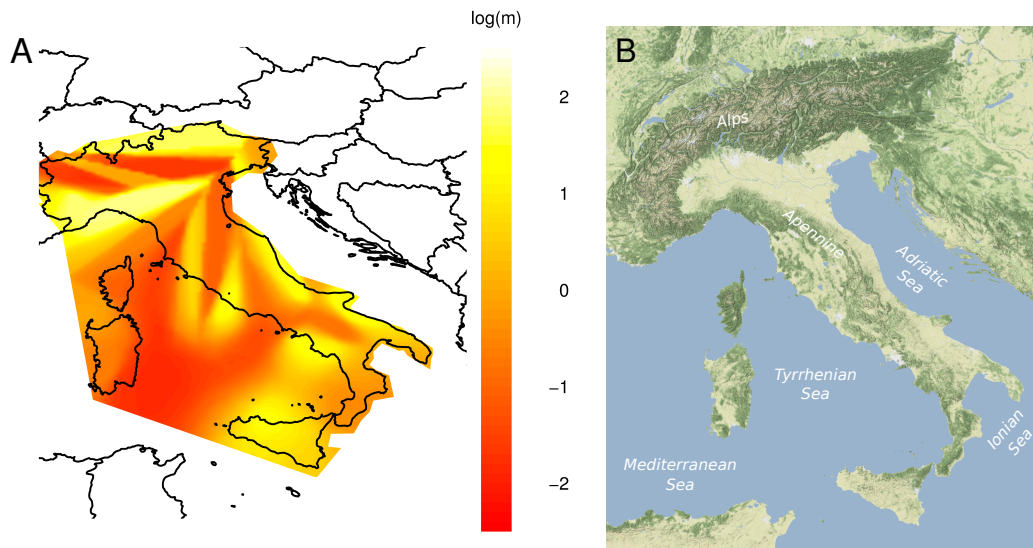 log(m)
A
2
1
0
−1
−2
B
Alps
Apennine
Adriatic
Sea
Tyrrhenian
Sea
Ionian
Sea
Mediterranean
Sea